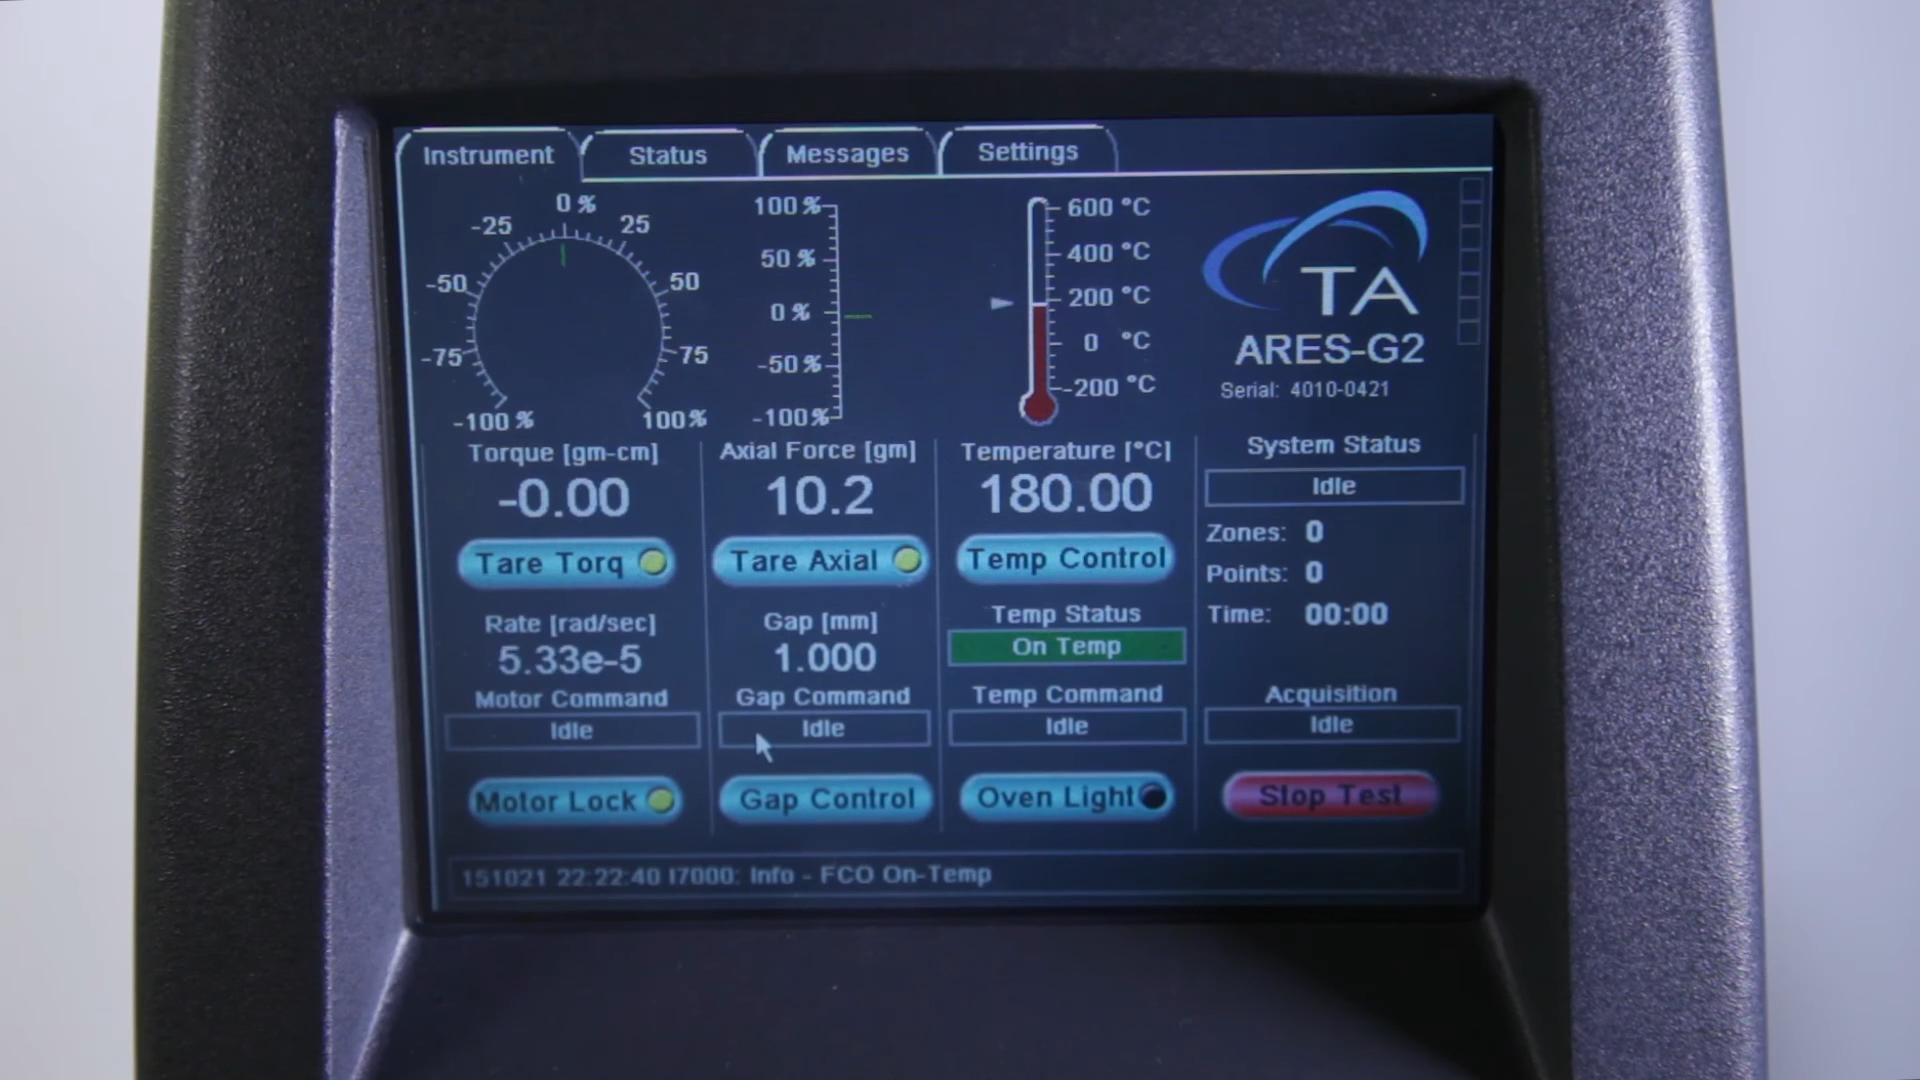 Instrument Status Messages Settings
0 %
-25 25
-50 50
-75 75
-100 % 100 %
100 %
50 %
0 %
-50 %
-100 %
600 °C
400 °C
200 °C
0 °C
-200 °C
TA
ARES-G2
Serial: 4010-0421
Torque [gm-cm]
-0.00
Tare Torq
Rate [rad/sec]
5.33e-5
Motor Command
Idle
Motor Lock
Axial Force [gm]
10.2
Tare Axial
Gap [mm]
1.000
Gap Command
Idle
Gap Control
Temperature [°C]
180.00
Temp Control
Temp Status
On Temp
Temp Command
Idle
Oven Light
System Status
Idle
Zones: 0
Points: 0
Time: 00:00
Acquisition
Idle
Stop Test
151021 22:22:40 I7000: Info - FCO On-Temp